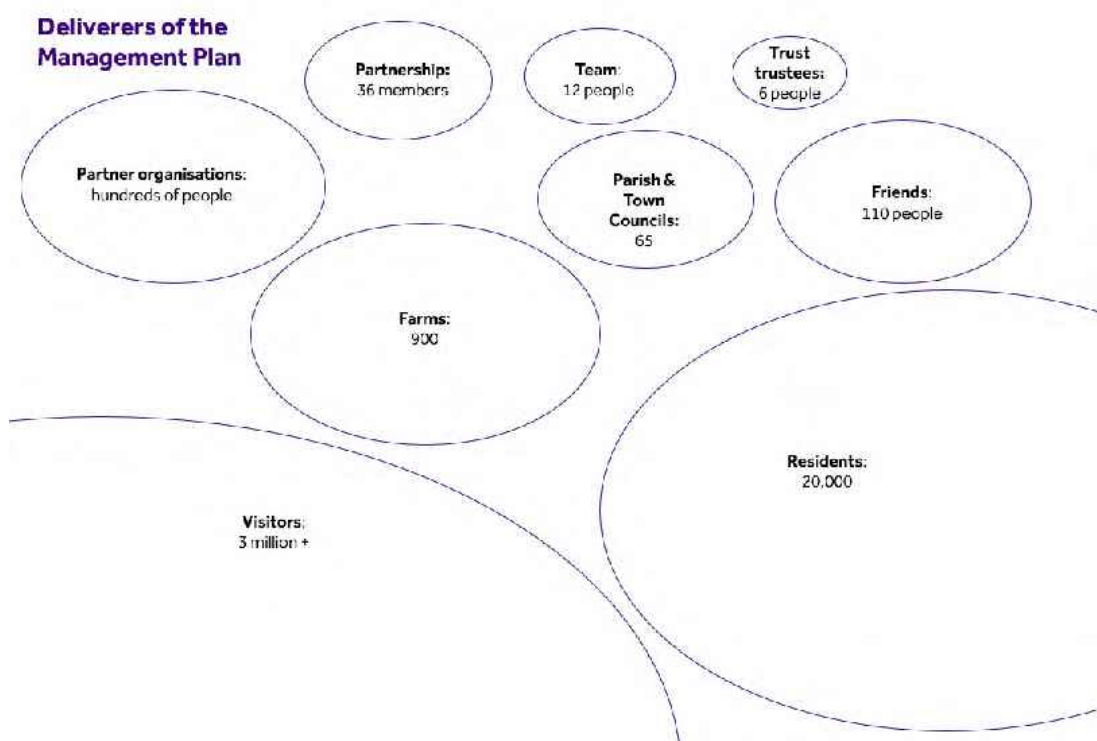 Deliverers of the
Management Plan
Partnership:
36 members
Team:
12 people
Trust
trustees:
6 people
Partner organisations:
hundreds of people
Parish &
Town
Councils:
65
Friends:
110 people
Farms:
900
Residents:
20,000
Visitors:
3 million +